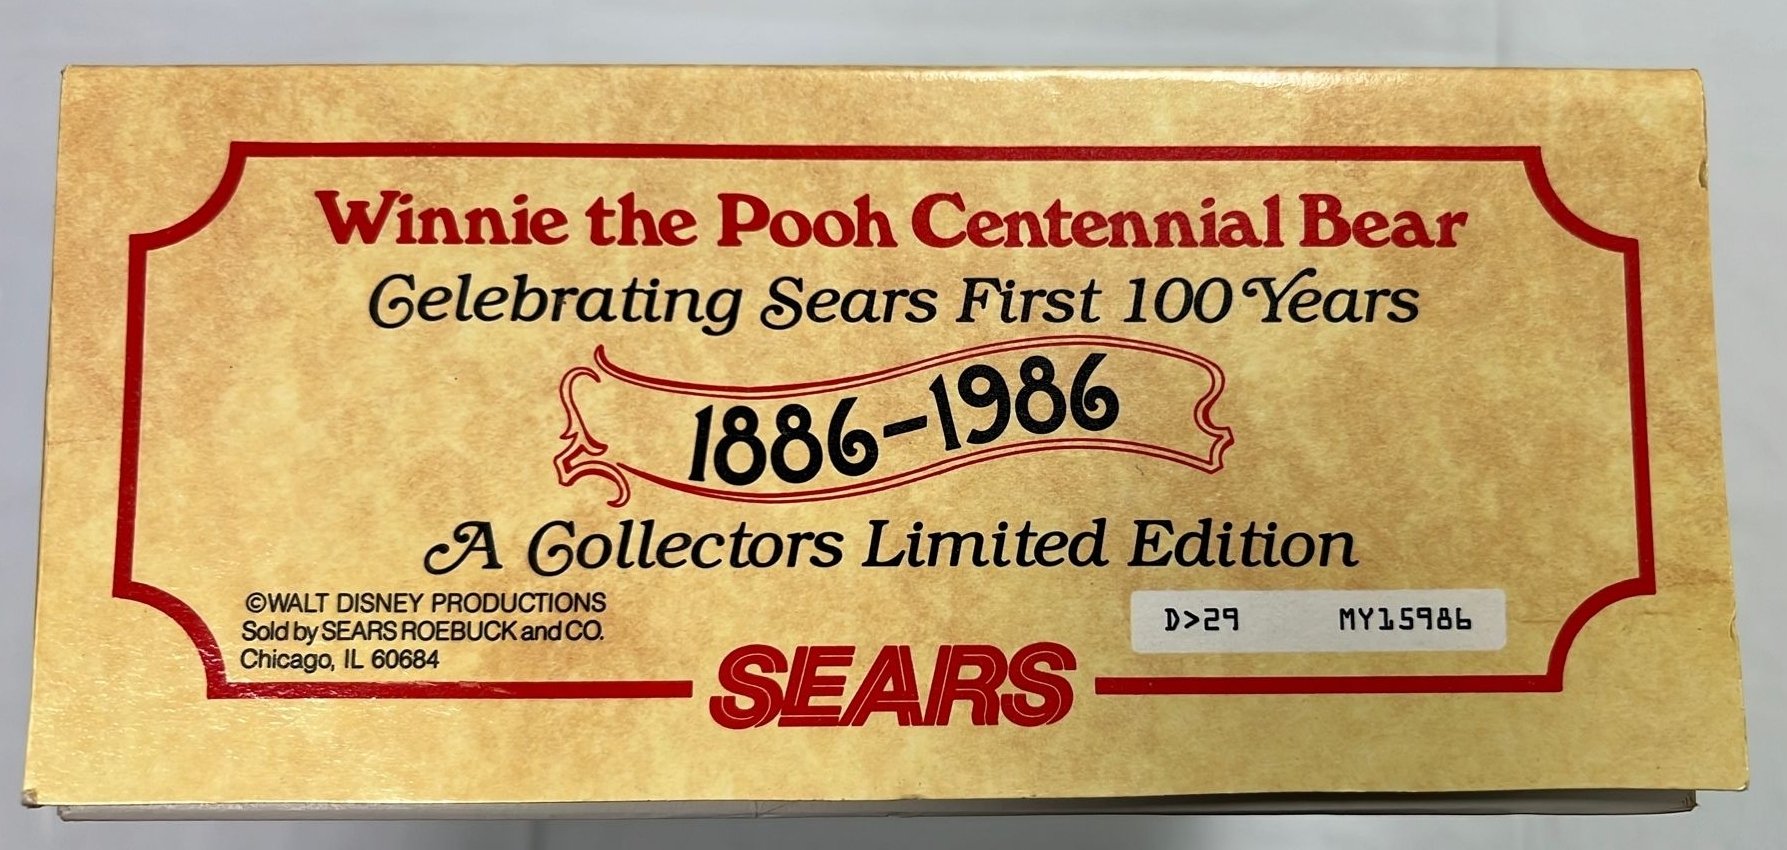 Winnie the Pooh Centennial Bear
Celebrating Sears First 100 Years
1886-1986
A Collectors Limited Edition
©WALT DISNEY PRODUCTIONS
Sold by SEARS ROEBUCK and CO.
Chicago, IL 60684
D>29 MY15986
SEARS